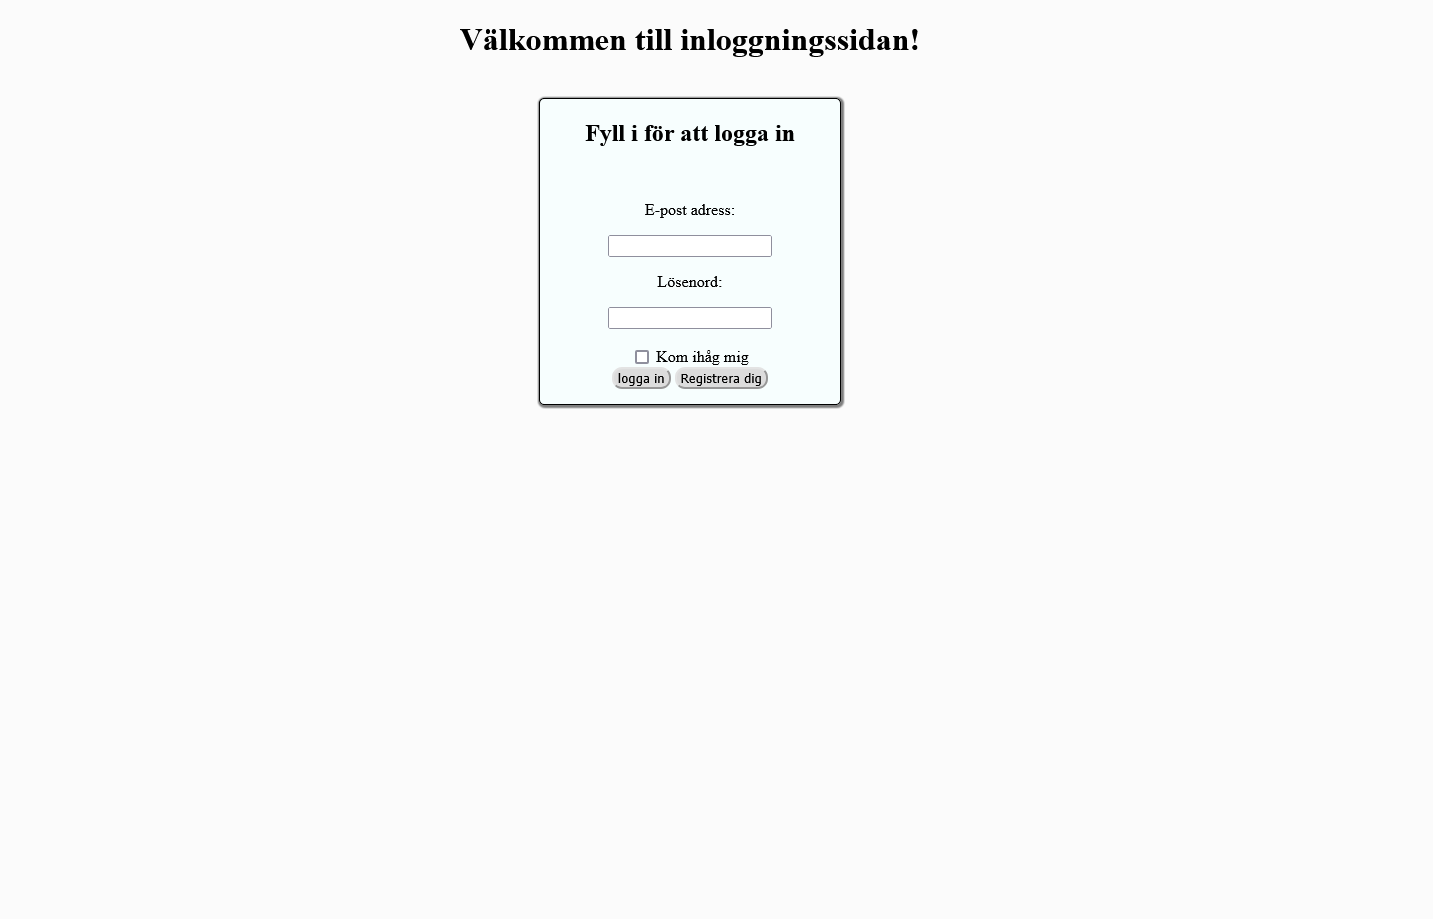 Välkommen till inloggningssidan!
Fyll i för att logga in
E-post adress:
Lösenord:
Kom ihåg mig
logga in Registrera dig